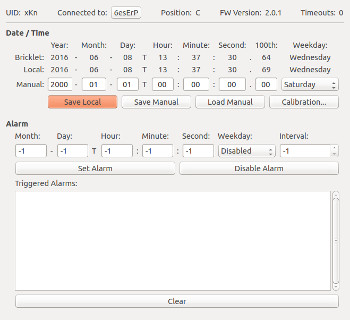 UID: xKn Connected to: 6esErP Position: C FW Version: 2.0.1 Timeouts: 0
Date / Time
Year: Month: Day: Hour: Minute: Second: 100th: Weekday:
Bricklet: 2016 - 06 - 08 T 13 : 37 : 30 . 64 Wednesday
Local: 2016 - 06 - 08 T 13 : 37 : 30 . 69 Wednesday
Manual: 2000 - 01 - 01 T 00 : 00 : 00 . 00 Saturday
Save Local Save Manual Load Manual Calibration...
Alarm
Month: Day: Hour: Minute: Second: Weekday: Interval:
-1 - -1 T -1 : -1 : -1 Disabled -1
Set Alarm Disable Alarm
Triggered Alarms:
Clear